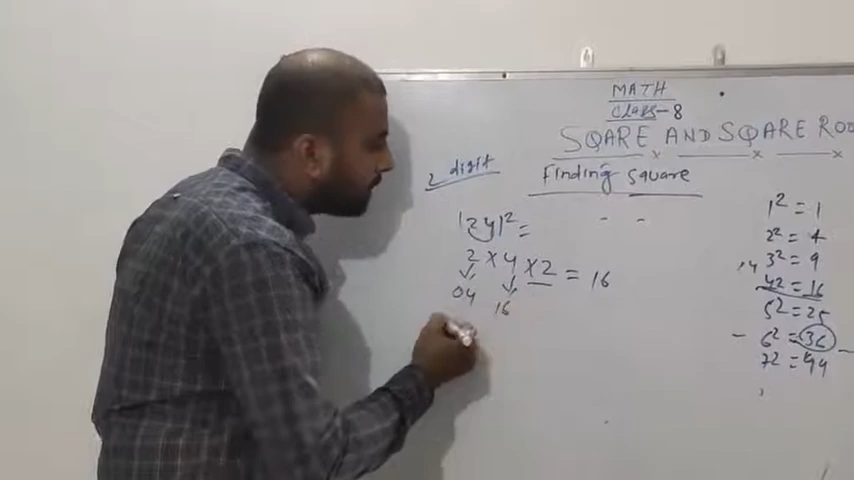 MATH
Class-8
SQARE AND SQARE ROO
2 digit
Finding square
|24|² =
2 x 4 x 2 = 16
04 16
1² = 1
2² = 4
3² = 9
4² = 16
5² = 25
6² = 36
7² = 49